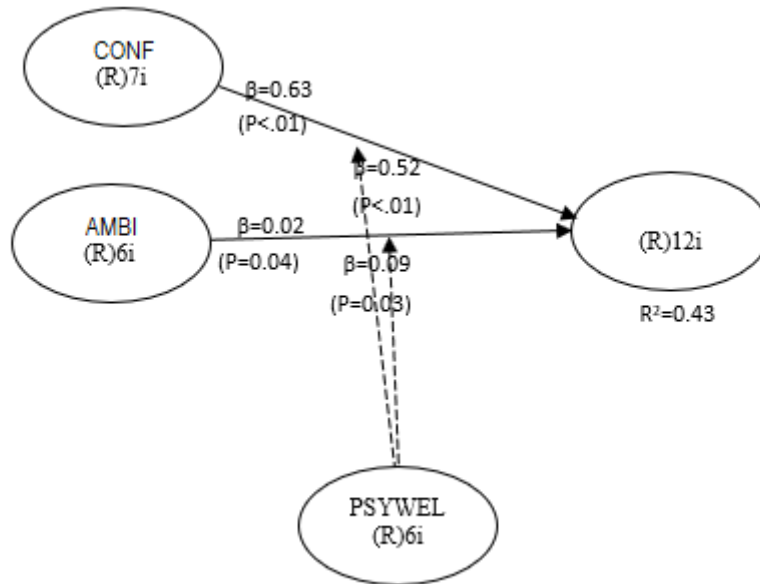 CONF
(R)7i
β=0.63
(P<.01)
β=0.52
(P<.01)
AMBI
(R)6i
β=0.02
(P=0.04)
β=0.09
(P=0.03)
(R)12i
R²=0.43
PSYWEL
(R)6i